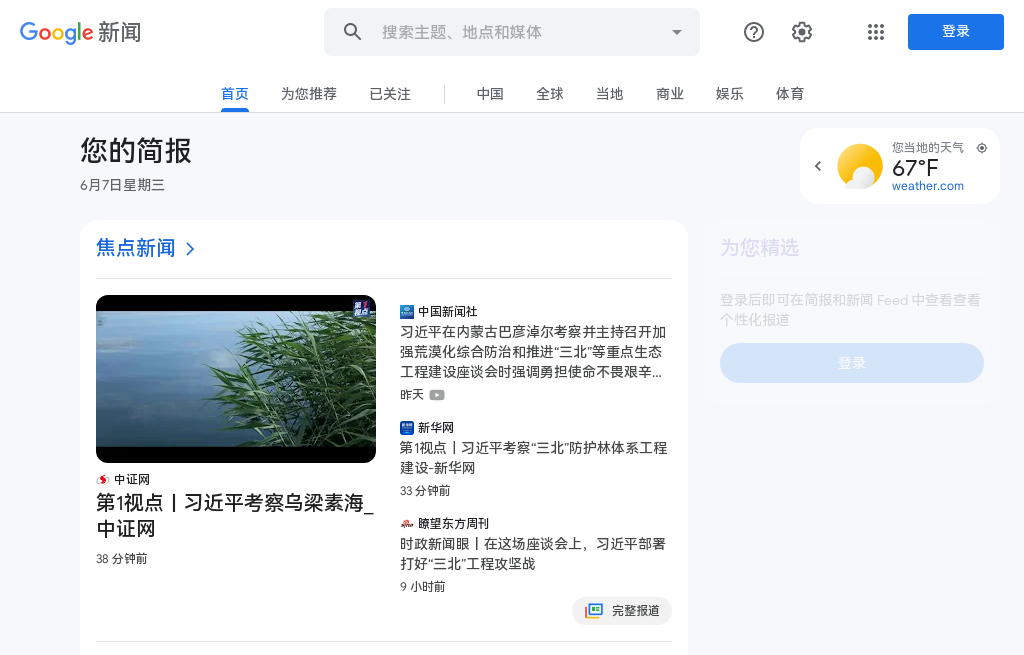 Google 新闻
搜索主题、地点和媒体
登录
首页
为您推荐
已关注
中国
全球
当地
商业
娱乐
体育
您的简报
6月7日星期三
您当地的天气
67°F
weather.com
焦点新闻
第1
视点
中证网
第1视点丨习近平考察乌梁素海_
中证网
38 分钟前
中国新闻社
习近平在内蒙古巴彦淖尔考察并主持召开加
强荒漠化综合防治和推进“三北”等重点生态
工程建设座谈会时强调勇担使命不畏艰辛...
昨天
新华网
第1视点丨习近平考察“三北”防护林体系工程
建设-新华网
33 分钟前
瞭望东方周刊
时政新闻眼丨在这场座谈会上，习近平部署
打好“三北”工程攻坚战
9 小时前
完整报道
为您精选
登录后即可在简报和新闻 Feed 中查看查看
个性化报道
登录